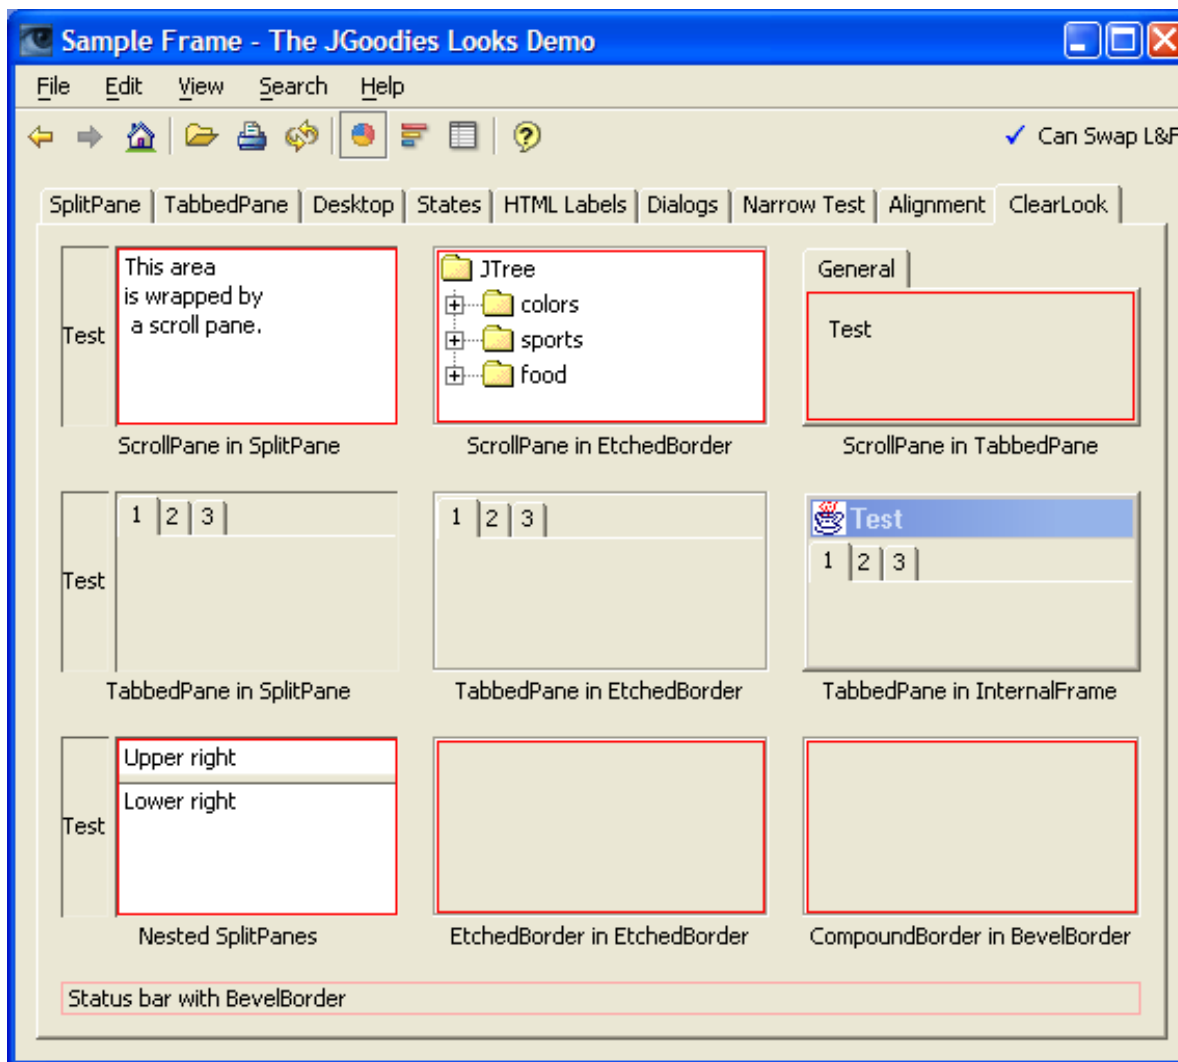 Sample Frame - The JGoodies Looks Demo
File Edit View Search Help
Can Swap L&F
SplitPane TabbedPane Desktop States HTML Labels Dialogs Narrow Test Alignment ClearLook
Test
This area
is wrapped by
a scroll pane.
ScrollPane in SplitPane
JTree
colors
sports
food
ScrollPane in EtchedBorder
General
Test
ScrollPane in TabbedPane
Test
1 2 3
TabbedPane in SplitPane
1 2 3
TabbedPane in EtchedBorder
Test
1 2 3
TabbedPane in InternalFrame
Test
Upper right
Lower right
Nested SplitPanes
EtchedBorder in EtchedBorder
CompoundBorder in BevelBorder
Status bar with BevelBorder